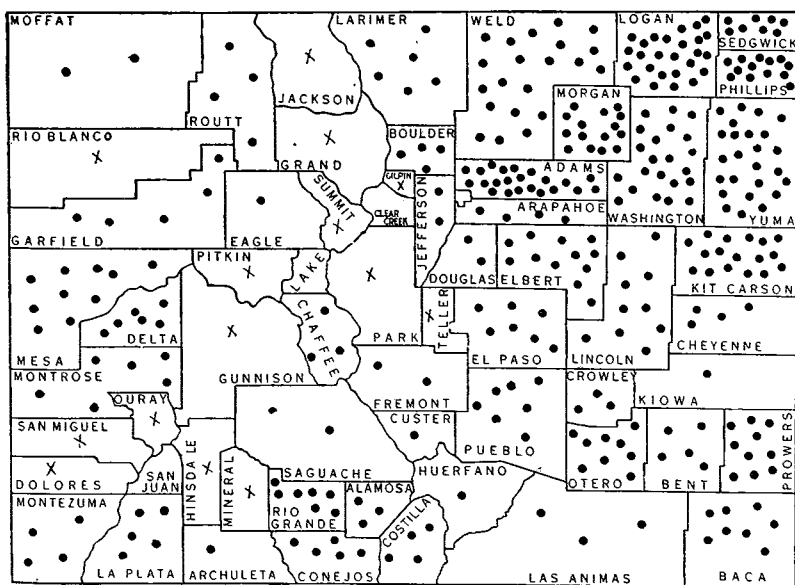 MOFFAT
LARIMER
WELD
LOGAN
SEDGWICK
PHILLIPS
JACKSON
MORGAN
ROUTT
RIO BLANCO
BOULDER
GRAND
ADAMS
GILPIN
SUMMIT
CLEAR CREEK
JEFFERSON
ARAPAHOE
WASHINGTON
YUMA
GARFIELD
EAGLE
PITKIN
LAKE
DOUGLAS
ELBERT
KIT CARSON
CHAFFEE
PARK
TELLER
DELTA
MESA
EL PASO
LINCOLN
CHEYENNE
MONTROSE
GUNNISON
CROWLEY
OURAY
FREMONT
KIOWA
SAN MIGUEL
CUSTER
PUEBLO
PROWERS
HINSDALE
SAGUACHE
HUERFANO
OTERO
BENT
DOLORES
SAN JUAN
MINERAL
ALAMOSA
MONTEZUMA
RIO GRANDE
COSTILLA
LA PLATA
ARCHULETA
CONEJOS
LAS ANIMAS
BACA